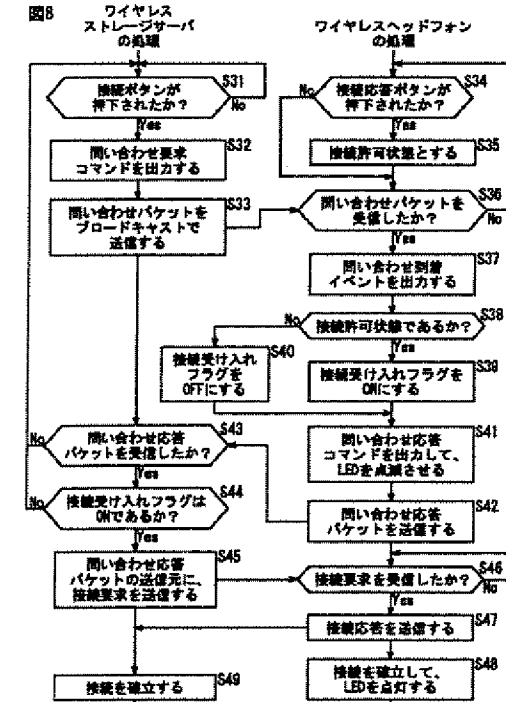 図8
ワイヤレス
ストレージサーバ
の処理
S31
接続ボタンが
押下されたか?
No
Yes
S32
問い合わせ要求
コマンドを出力する
S33
問い合わせパケットを
ブロードキャストで
送信する
S43
No
問い合わせ応答
パケットを受信したか?
Yes
S44
No
接続受け入れフラグは
ONであるか?
Yes
S45
問い合わせ応答
パケットの送信元に、
接続要求を送信する
S49
接続を確立する
ワイヤレスヘッドフォン
の処理
S34
No
接続応答ボタンが
押下されたか?
Yes
S35
接続許可状態とする
S36
問い合わせパケットを
受信したか?
No
Yes
S37
問い合わせ到着
イベントを出力する
S38
No
接続許可状態であるか?
Yes
S40
接続受け入れ
フラグを
OFFにする
S39
接続受け入れフラグを
ONにする
S41
問い合わせ応答
コマンドを出力して、
LEDを点滅させる
S42
問い合わせ応答
パケットを送信する
S46
接続要求を受信したか?
No
Yes
S47
接続応答を送信する
S48
接続を確立して、
LEDを点灯する